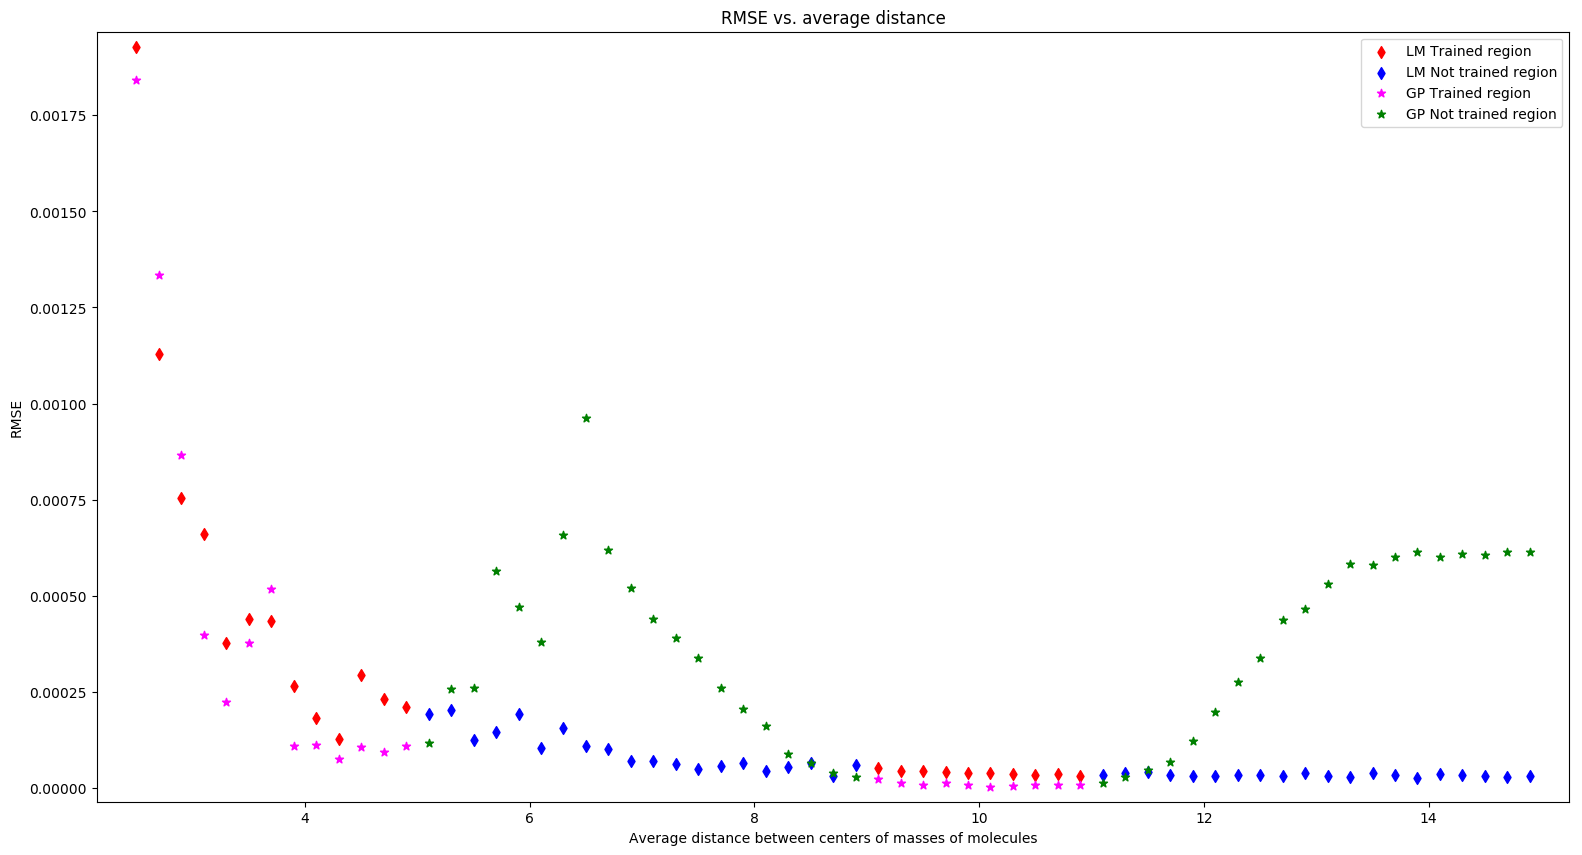 RMSE vs. average distance
LM Trained region
LM Not trained region
GP Trained region
GP Not trained region
RMSE
0.00175
0.00150
0.00125
0.00100
0.00075
0.00050
0.00025
0.00000
4
6
8
10
12
14
Average distance between centers of masses of molecules